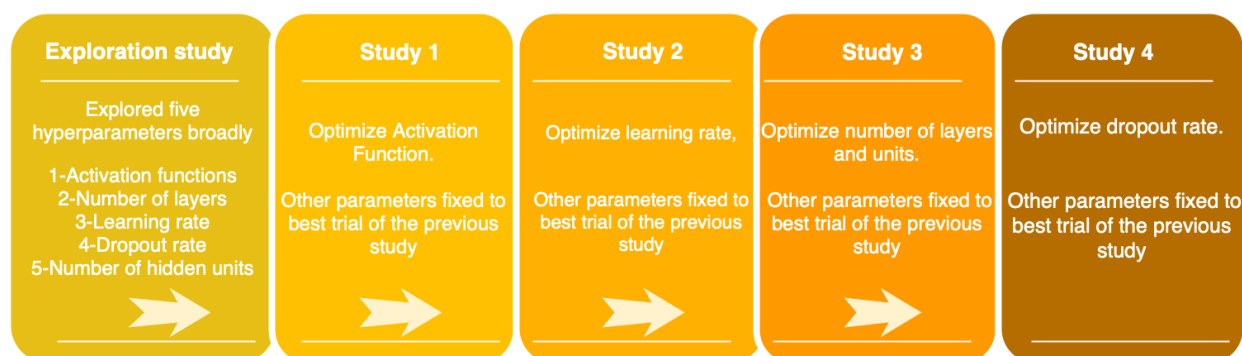 Exploration study
Explored five
hyperparameters broadly
1-Activation functions
2-Number of layers
3-Learning rate
4-Dropout rate
5-Number of hidden units
Study 1
Optimize Activation
Function.
Other parameters fixed to
best trial of the previous
study
Study 2
Optimize learning rate,
Other parameters fixed to
best trial of the previous
study
Study 3
Optimize number of layers
and units.
Other parameters fixed to
best trial of the previous
study
Study 4
Optimize dropout rate.
Other parameters fixed to
best trial of the previous
study